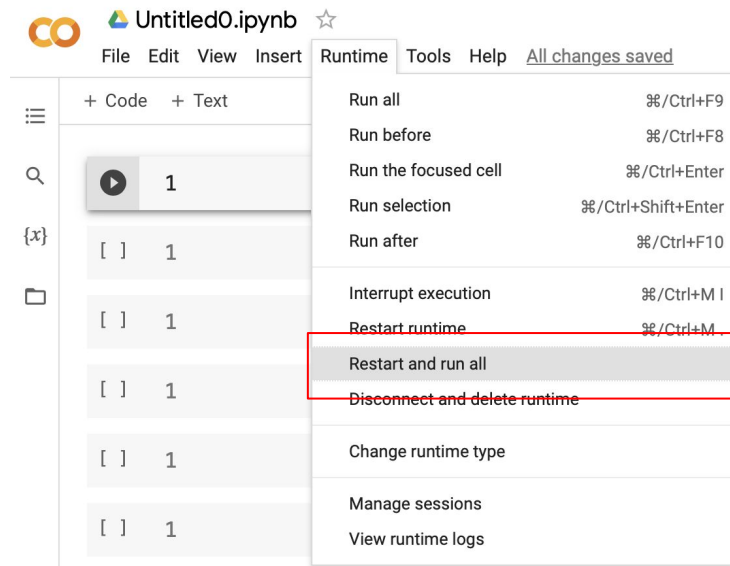 Untitled0.ipynb
File Edit View Insert Runtime Tools Help All changes saved
+ Code + Text
Run all ⌘/Ctrl+F9
Run before ⌘/Ctrl+F8
Run the focused cell ⌘/Ctrl+Enter
Run selection ⌘/Ctrl+Shift+Enter
Run after ⌘/Ctrl+F10
Interrupt execution ⌘/Ctrl+M I
Restart runtime ⌘/Ctrl+M .
Restart and run all
Disconnect and delete runtime
Change runtime type
Manage sessions
View runtime logs
{x}
1
[ ] 1
[ ] 1
[ ] 1
[ ] 1
[ ] 1